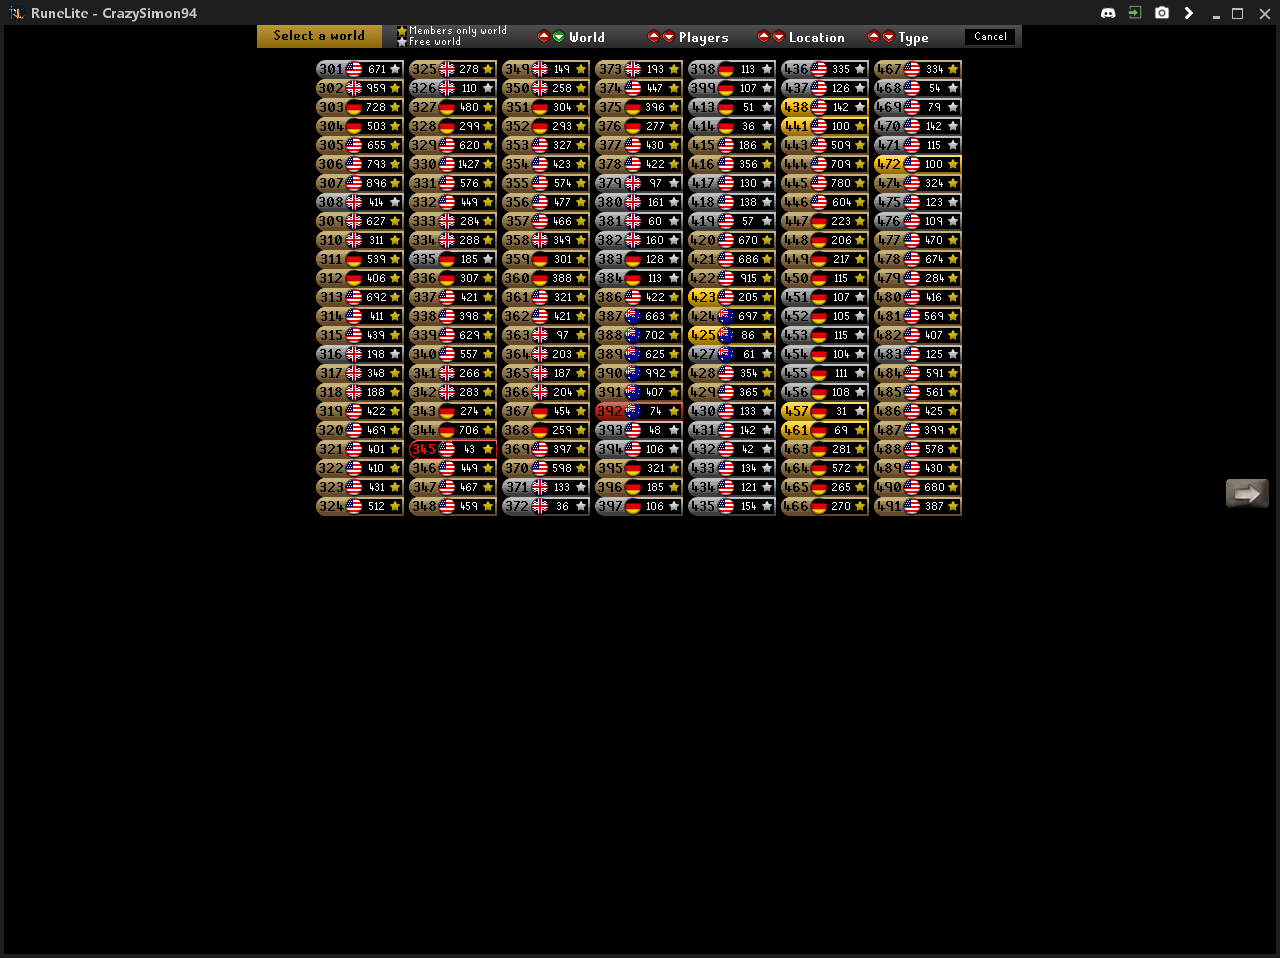 RuneLite - CrazySimon94
Select a world
Members only world
Free world
World
Players
Location
Type
Cancel
301 671 325 278 349 149 373 193 398 113 436 335 467 334
302 959 326 110 350 258 374 447 399 107 437 126 468 54
303 728 327 480 351 304 375 396 413 51 438 142 469 79
304 503 328 299 352 293 376 277 414 36 441 100 470 142
305 655 329 620 353 327 377 430 415 186 443 509 471 115
306 793 330 1427 354 423 378 422 416 356 444 709 472 100
307 896 331 576 355 574 379 97 417 130 445 780 474 324
308 414 332 449 356 477 380 161 418 138 446 604 475 123
309 627 333 284 357 466 381 60 419 57 447 223 476 109
310 311 334 288 358 349 382 160 420 670 448 206 477 470
311 539 335 185 359 301 383 128 421 686 449 217 478 674
312 406 336 307 360 388 384 113 422 915 450 115 479 284
313 692 337 421 361 321 386 422 423 205 451 107 480 416
314 411 338 398 362 421 387 663 424 697 452 105 481 569
315 439 339 629 363 97 388 702 425 86 453 115 482 407
316 198 340 557 364 203 389 625 427 61 454 104 483 125
317 348 341 266 365 187 390 992 428 354 455 111 484 591
318 188 342 283 366 204 391 407 429 365 456 108 485 561
319 422 343 274 367 454 392 74 430 133 457 31 486 425
320 469 344 706 368 259 393 48 431 142 461 69 487 399
321 401 345 43 369 397 394 106 432 42 463 281 488 578
322 410 346 449 370 598 395 321 433 134 464 572 489 430
323 431 347 467 371 133 396 185 434 121 465 265 490 680
324 512 348 459 372 36 397 106 435 154 466 270 491 387